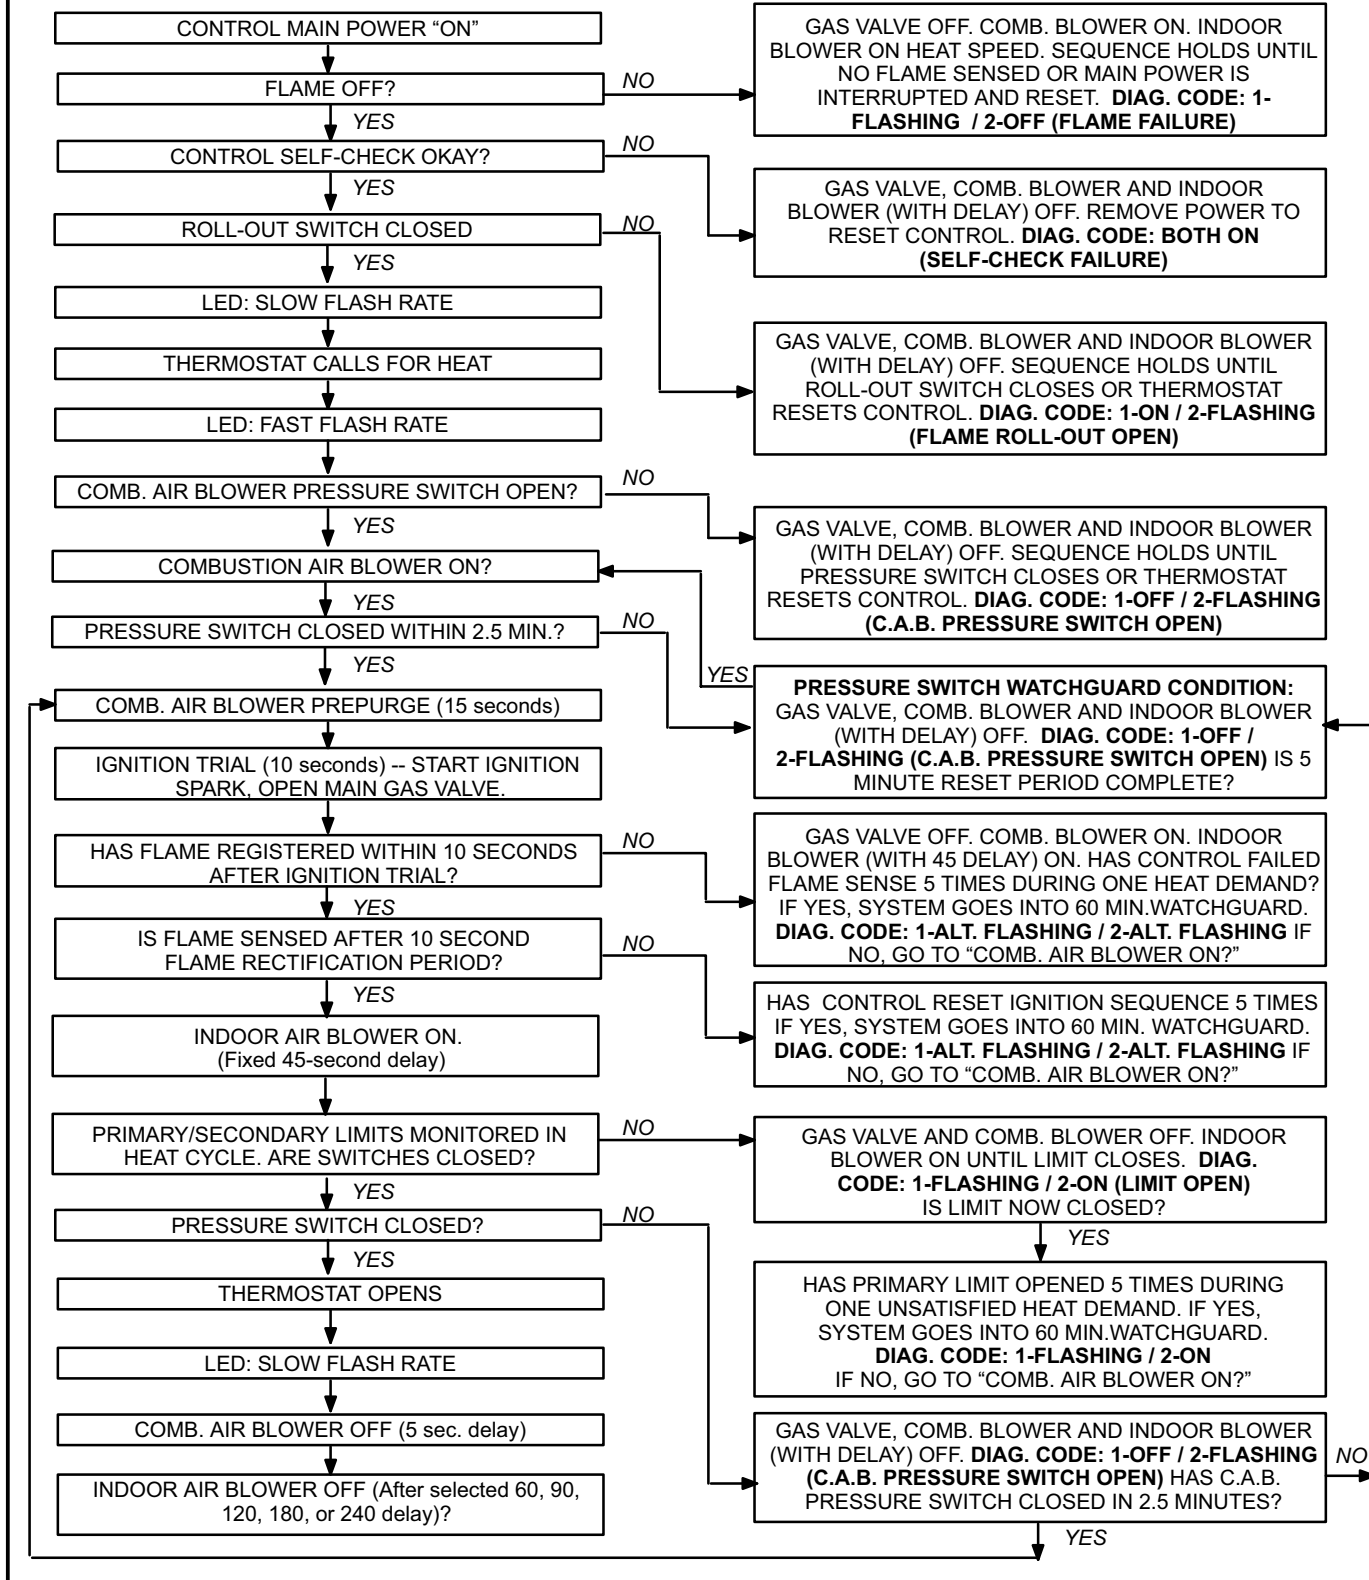 CONTROL MAIN POWER “ON”
FLAME OFF?
NO
GAS VALVE OFF. COMB. BLOWER ON. INDOOR
BLOWER ON HEAT SPEED. SEQUENCE HOLDS UNTIL
NO FLAME SENSED OR MAIN POWER IS
INTERRUPTED AND RESET. DIAG. CODE: 1-
FLASHING / 2-OFF (FLAME FAILURE)
YES
CONTROL SELF-CHECK OKAY?
NO
GAS VALVE, COMB. BLOWER AND INDOOR
BLOWER (WITH DELAY) OFF. REMOVE POWER TO
RESET CONTROL. DIAG. CODE: BOTH ON
(SELF-CHECK FAILURE)
YES
ROLL-OUT SWITCH CLOSED
NO
GAS VALVE, COMB. BLOWER AND INDOOR BLOWER
(WITH DELAY) OFF. SEQUENCE HOLDS UNTIL
ROLL-OUT SWITCH CLOSES OR THERMOSTAT
RESETS CONTROL. DIAG. CODE: 1-ON / 2-FLASHING
(FLAME ROLL-OUT OPEN)
YES
LED: SLOW FLASH RATE
THERMOSTAT CALLS FOR HEAT
LED: FAST FLASH RATE
COMB. AIR BLOWER PRESSURE SWITCH OPEN?
NO
GAS VALVE, COMB. BLOWER AND INDOOR BLOWER
(WITH DELAY) OFF. SEQUENCE HOLDS UNTIL
PRESSURE SWITCH CLOSES OR THERMOSTAT
RESETS CONTROL. DIAG. CODE: 1-OFF / 2-FLASHING
(C.A.B. PRESSURE SWITCH OPEN)
YES
COMBUSTION AIR BLOWER ON?
YES
PRESSURE SWITCH CLOSED WITHIN 2.5 MIN.?
NO
YES
PRESSURE SWITCH WATCHGUARD CONDITION:
GAS VALVE, COMB. BLOWER AND INDOOR BLOWER
(WITH DELAY) OFF. DIAG. CODE: 1-OFF /
2-FLASHING (C.A.B. PRESSURE SWITCH OPEN) IS 5
MINUTE RESET PERIOD COMPLETE?
YES
COMB. AIR BLOWER PREPURGE (15 seconds)
IGNITION TRIAL (10 seconds) -- START IGNITION
SPARK, OPEN MAIN GAS VALVE.
HAS FLAME REGISTERED WITHIN 10 SECONDS
AFTER IGNITION TRIAL?
NO
GAS VALVE OFF. COMB. BLOWER ON. INDOOR
BLOWER (WITH 45 DELAY) ON. HAS CONTROL FAILED
FLAME SENSE 5 TIMES DURING ONE HEAT DEMAND?
IF YES, SYSTEM GOES INTO 60 MIN.WATCHGUARD.
DIAG. CODE: 1-ALT. FLASHING / 2-ALT. FLASHING IF
NO, GO TO “COMB. AIR BLOWER ON?”
YES
IS FLAME SENSED AFTER 10 SECOND
FLAME RECTIFICATION PERIOD?
NO
HAS CONTROL RESET IGNITION SEQUENCE 5 TIMES
IF YES, SYSTEM GOES INTO 60 MIN. WATCHGUARD.
DIAG. CODE: 1-ALT. FLASHING / 2-ALT. FLASHING IF
NO, GO TO “COMB. AIR BLOWER ON?”
YES
INDOOR AIR BLOWER ON.
(Fixed 45-second delay)
PRIMARY/SECONDARY LIMITS MONITORED IN
HEAT CYCLE. ARE SWITCHES CLOSED?
NO
GAS VALVE AND COMB. BLOWER OFF. INDOOR
BLOWER ON UNTIL LIMIT CLOSES. DIAG.
CODE: 1-FLASHING / 2-ON (LIMIT OPEN)
IS LIMIT NOW CLOSED?
YES
HAS PRIMARY LIMIT OPENED 5 TIMES DURING
ONE UNSATISFIED HEAT DEMAND. IF YES,
SYSTEM GOES INTO 60 MIN.WATCHGUARD.
DIAG. CODE: 1-FLASHING / 2-ON
IF NO, GO TO “COMB. AIR BLOWER ON?”
YES
PRESSURE SWITCH CLOSED?
NO
GAS VALVE, COMB. BLOWER AND INDOOR BLOWER
(WITH DELAY) OFF. DIAG. CODE: 1-OFF / 2-FLASHING
(C.A.B. PRESSURE SWITCH OPEN) HAS C.A.B.
PRESSURE SWITCH CLOSED IN 2.5 MINUTES?
NO
YES
YES
THERMOSTAT OPENS
LED: SLOW FLASH RATE
COMB. AIR BLOWER OFF (5 sec. delay)
INDOOR AIR BLOWER OFF (After selected 60, 90,
120, 180, or 240 delay)?